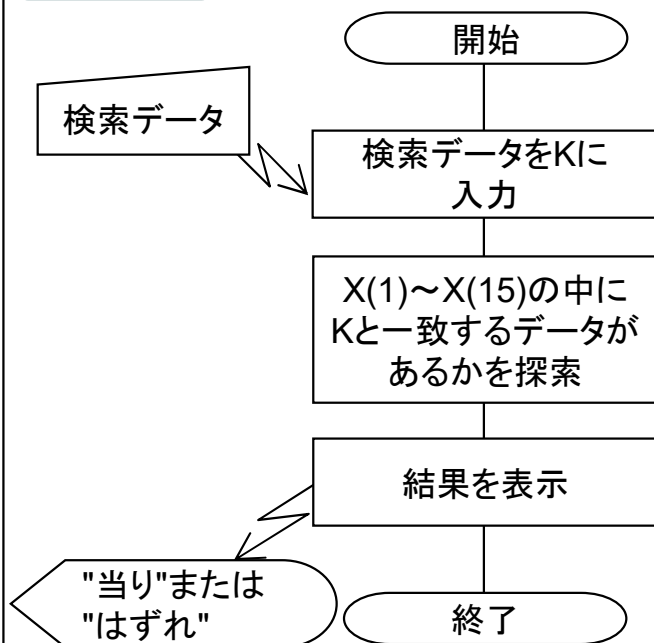 開始
検索データ
検索データをKに
入力
X(1)～X(15)の中に
Kと一致するデータが
あるかを探索
結果を表示
"当り"または
"はずれ"
終了